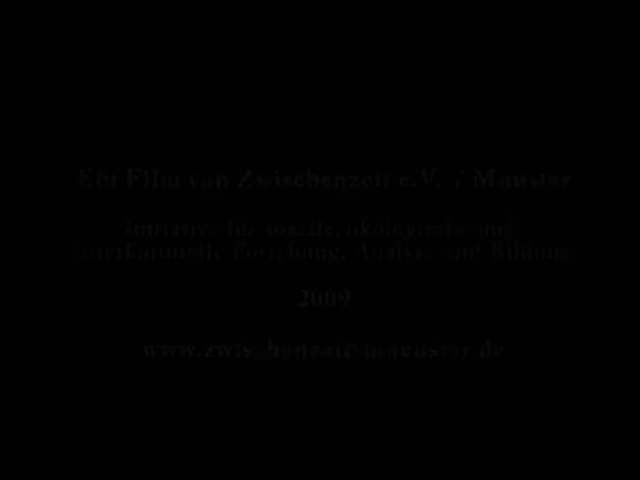 Ein Film von Zwischenzeit e.V. / Münster
Initiative für soziale, ökologische und
interkulturelle Forschung, Analyse und Bildung
2009
www.zwischenzeit-muenster.de